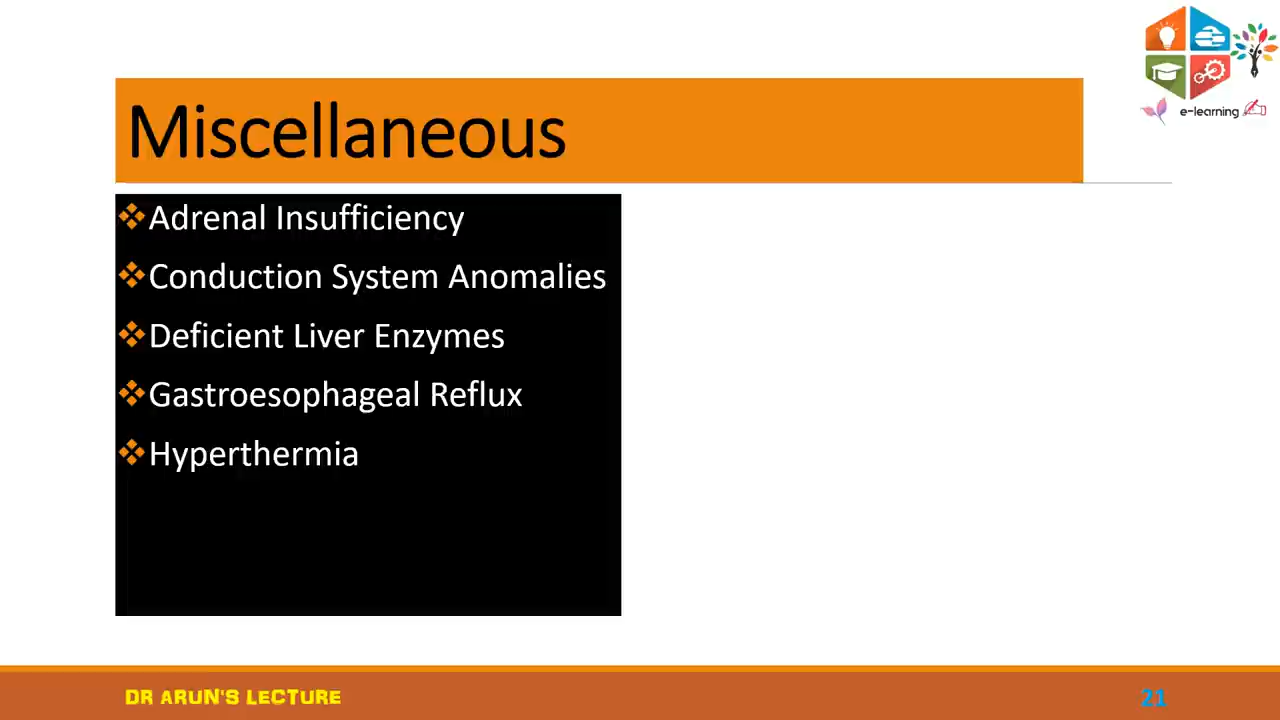 e-learning
Miscellaneous
Adrenal Insufficiency
Conduction System Anomalies
Deficient Liver Enzymes
Gastroesophageal Reflux
Hyperthermia
DR ARUN'S LECTURE
21